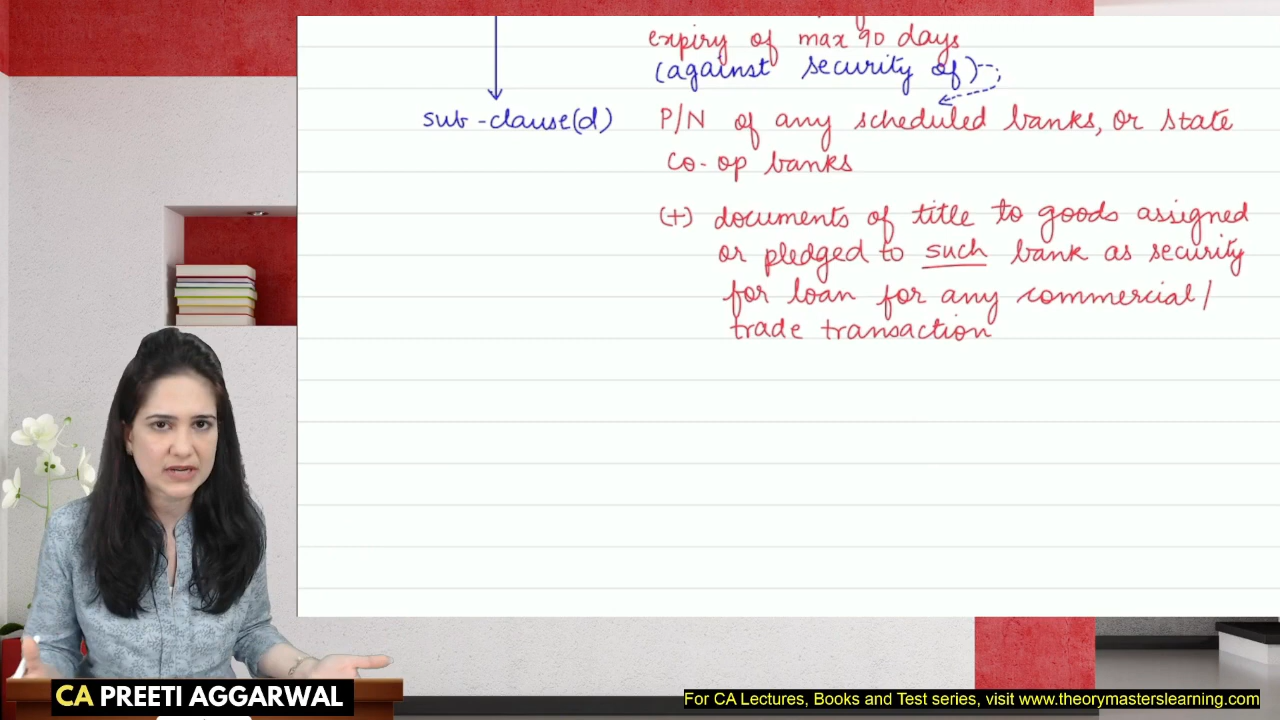 expiry of max 90 days
(against security of)
sub-clause(d)
P/N of any scheduled banks, or state
co-op banks
(+) documents of title to goods assigned
or pledged to such bank as security
for loan for any commercial/
trade transaction
CA PREETI AGGARWAL
For CA Lectures, Books and Test series, visit www.theorymasterslearning.com